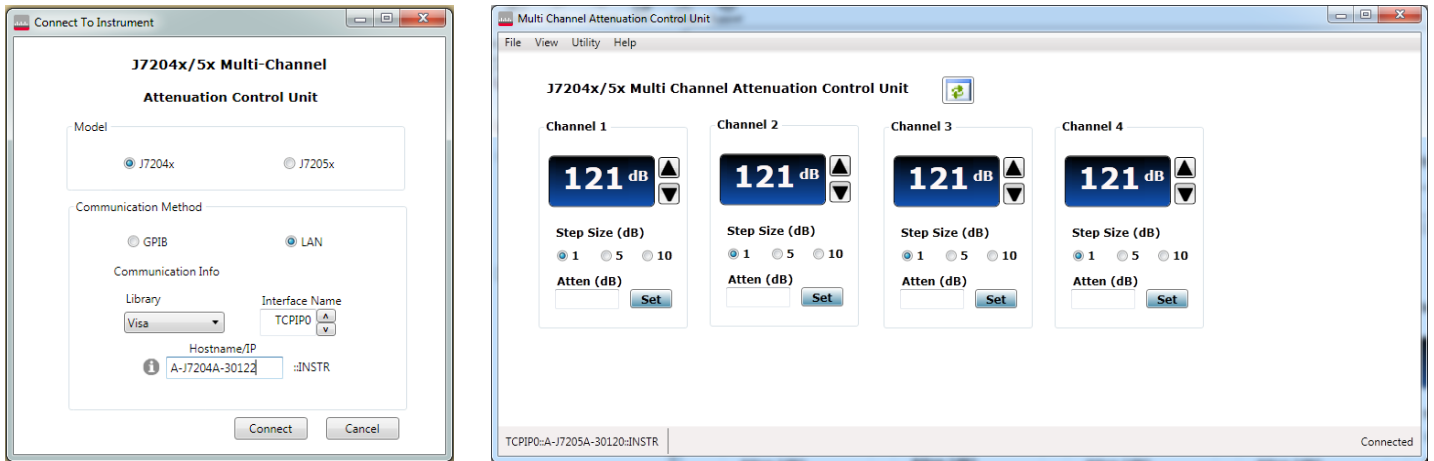 Connect To Instrument
J7204x/5x Multi-Channel
Attenuation Control Unit
Model
J7204x
J7205x
Communication Method
GPIB
LAN
Communication Info
Library
Interface Name
Visa
TCPIP0
Hostname/IP
A-J7204A-30122
::INSTR
Connect
Cancel
Multi Channel Attenuation Control Unit
File View Utility Help
J7204x/5x Multi Channel Attenuation Control Unit
Channel 1
121 dB
Step Size (dB)
1 5 10
Atten (dB)
Set
Channel 2
121 dB
Step Size (dB)
1 5 10
Atten (dB)
Set
Channel 3
121 dB
Step Size (dB)
1 5 10
Atten (dB)
Set
Channel 4
121 dB
Step Size (dB)
1 5 10
Atten (dB)
Set
TCPIP0::A-J7205A-30120::INSTR
Connected